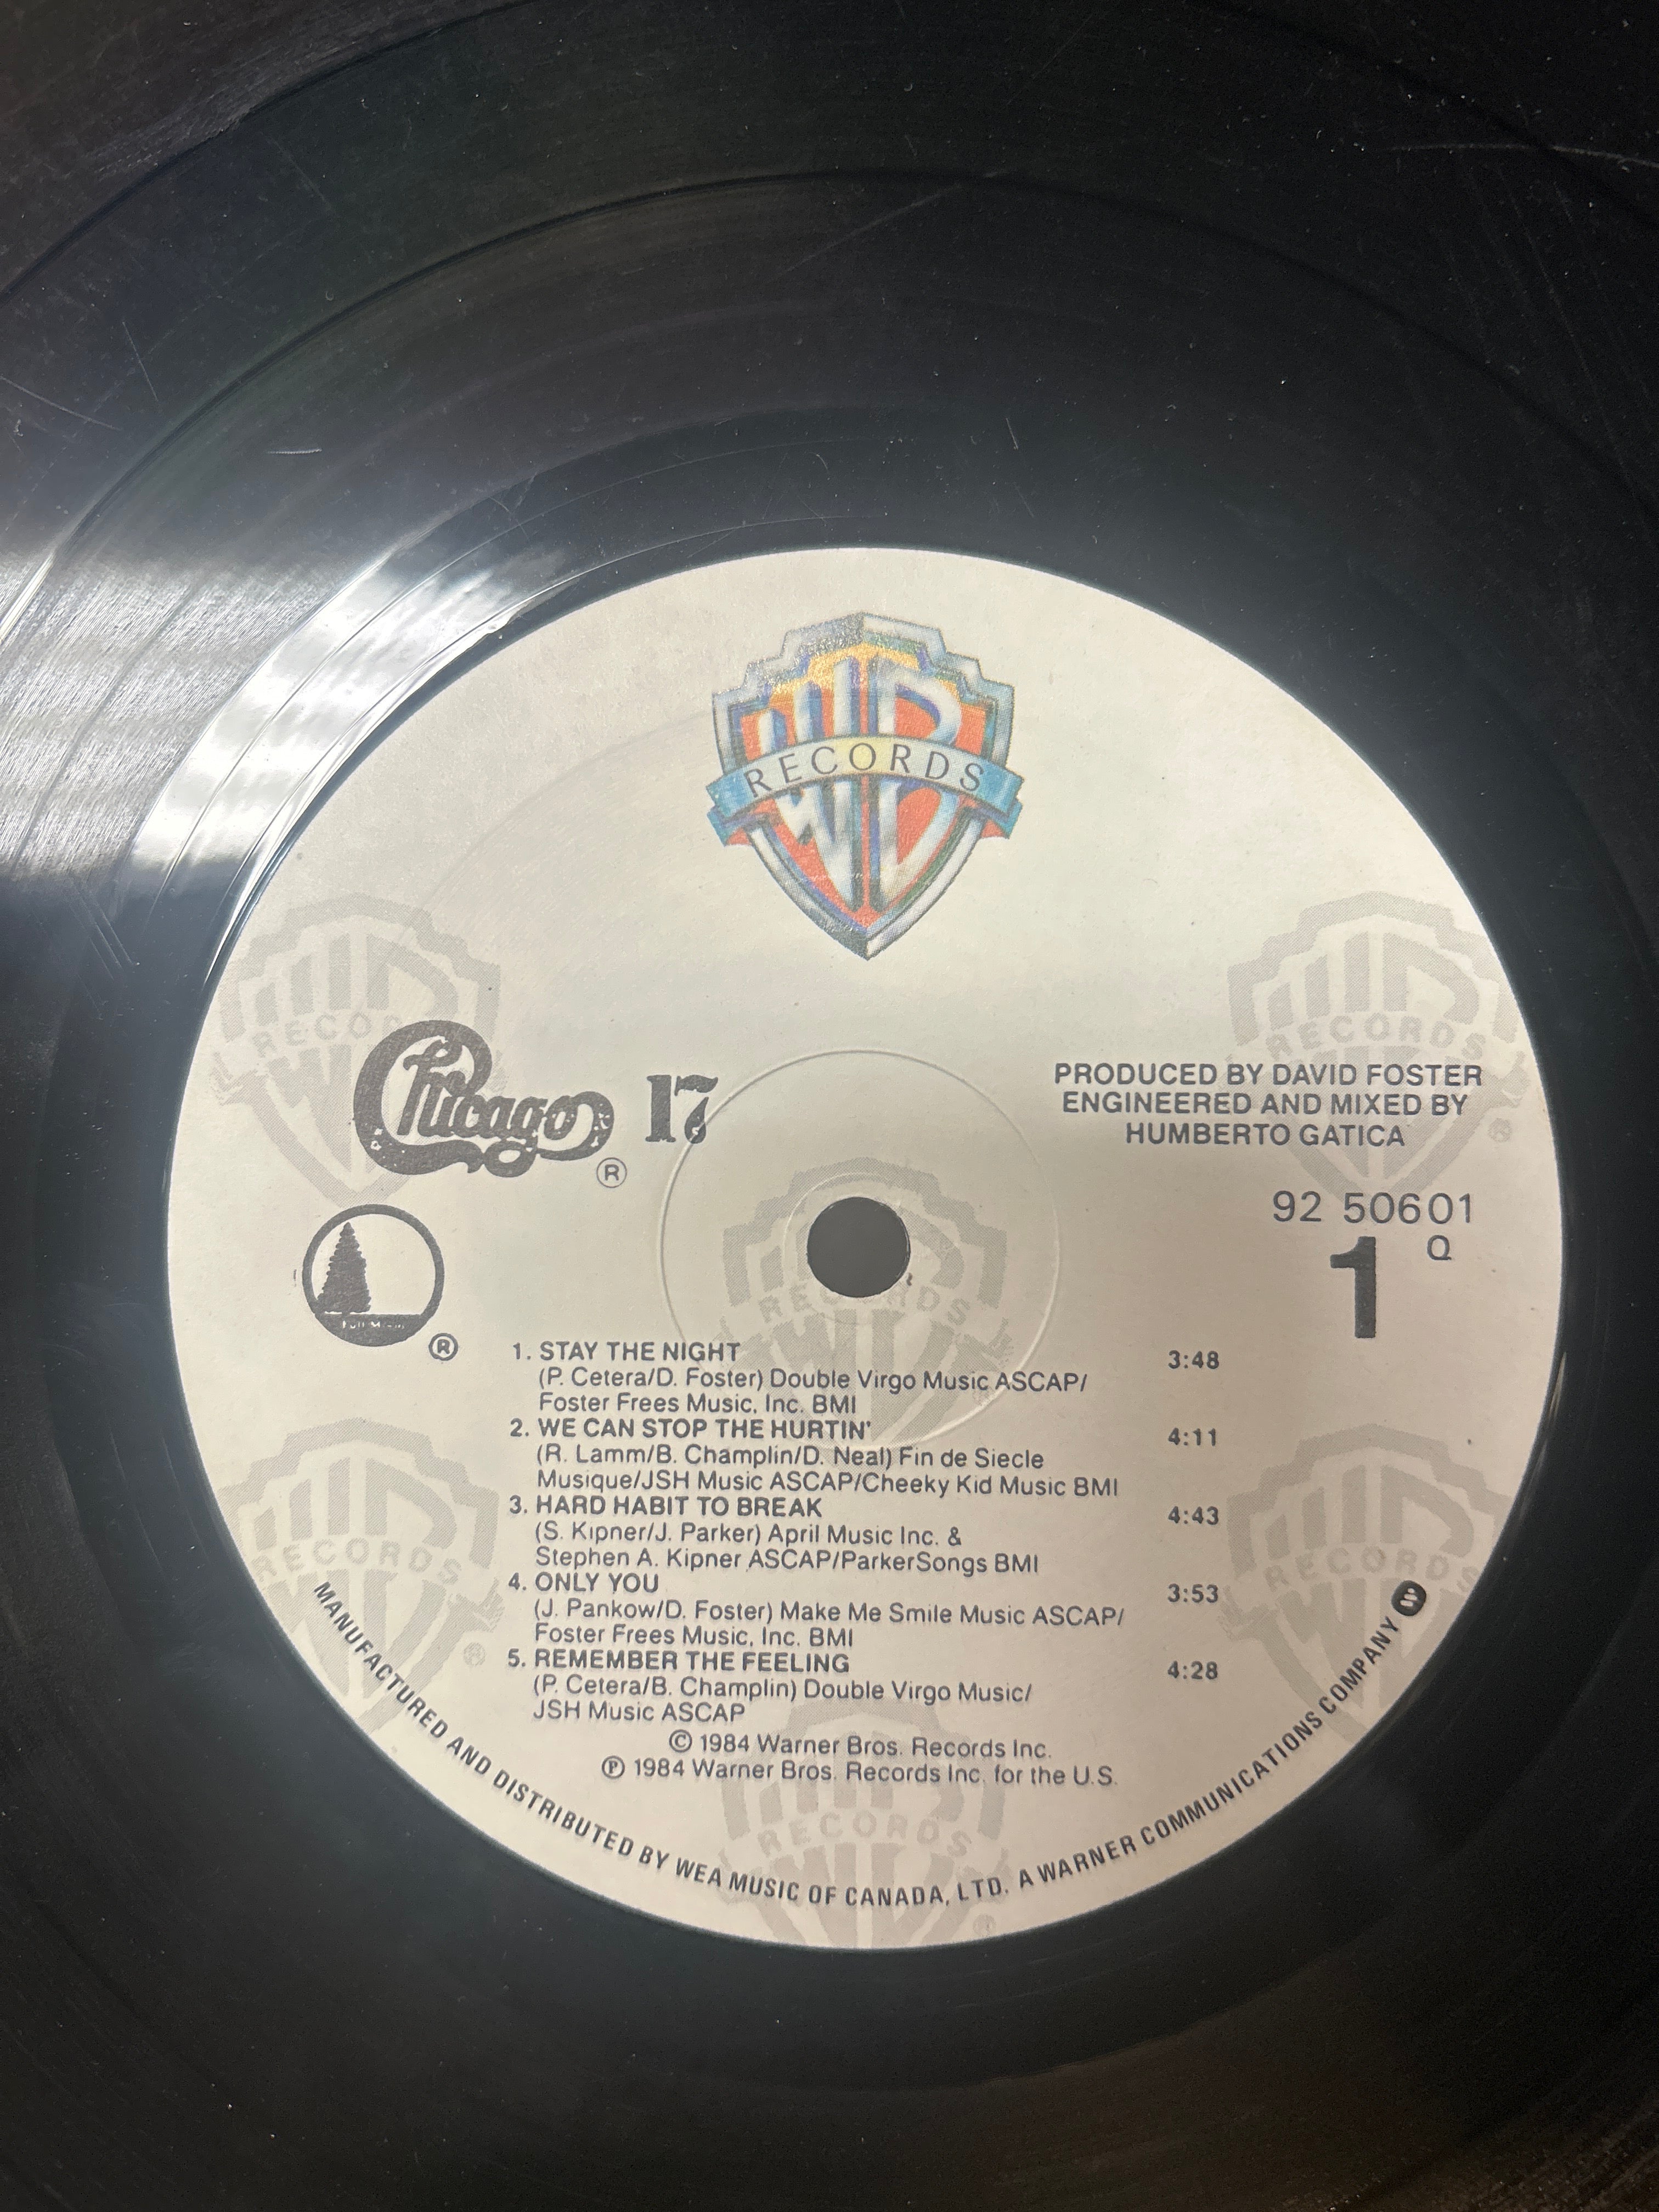 WB
RECORDS
Chicago 17
®
PRODUCED BY DAVID FOSTER
ENGINEERED AND MIXED BY
HUMBERTO GATICA
92 50601
Q
1
Full Moon
®
1. STAY THE NIGHT 3:48
(P. Cetera/D. Foster) Double Virgo Music ASCAP/
Foster Frees Music, Inc. BMI
2. WE CAN STOP THE HURTIN' 4:11
(R. Lamm/B. Champlin/D. Neal) Fin de Siecle
Musique/JSH Music ASCAP/Cheeky Kid Music BMI
3. HARD HABIT TO BREAK 4:43
(S. Kipner/J. Parker) April Music Inc. &
Stephen A. Kipner ASCAP/ParkerSongs BMI
4. ONLY YOU 3:53
(J. Pankow/D. Foster) Make Me Smile Music ASCAP/
Foster Frees Music, Inc. BMI
5. REMEMBER THE FEELING 4:28
(P. Cetera/B. Champlin) Double Virgo Music/
JSH Music ASCAP
© 1984 Warner Bros. Records Inc.
℗ 1984 Warner Bros. Records Inc. for the U.S.
MANUFACTURED AND DISTRIBUTED BY WEA MUSIC OF CANADA, LTD. A WARNER COMMUNICATIONS COMPANY